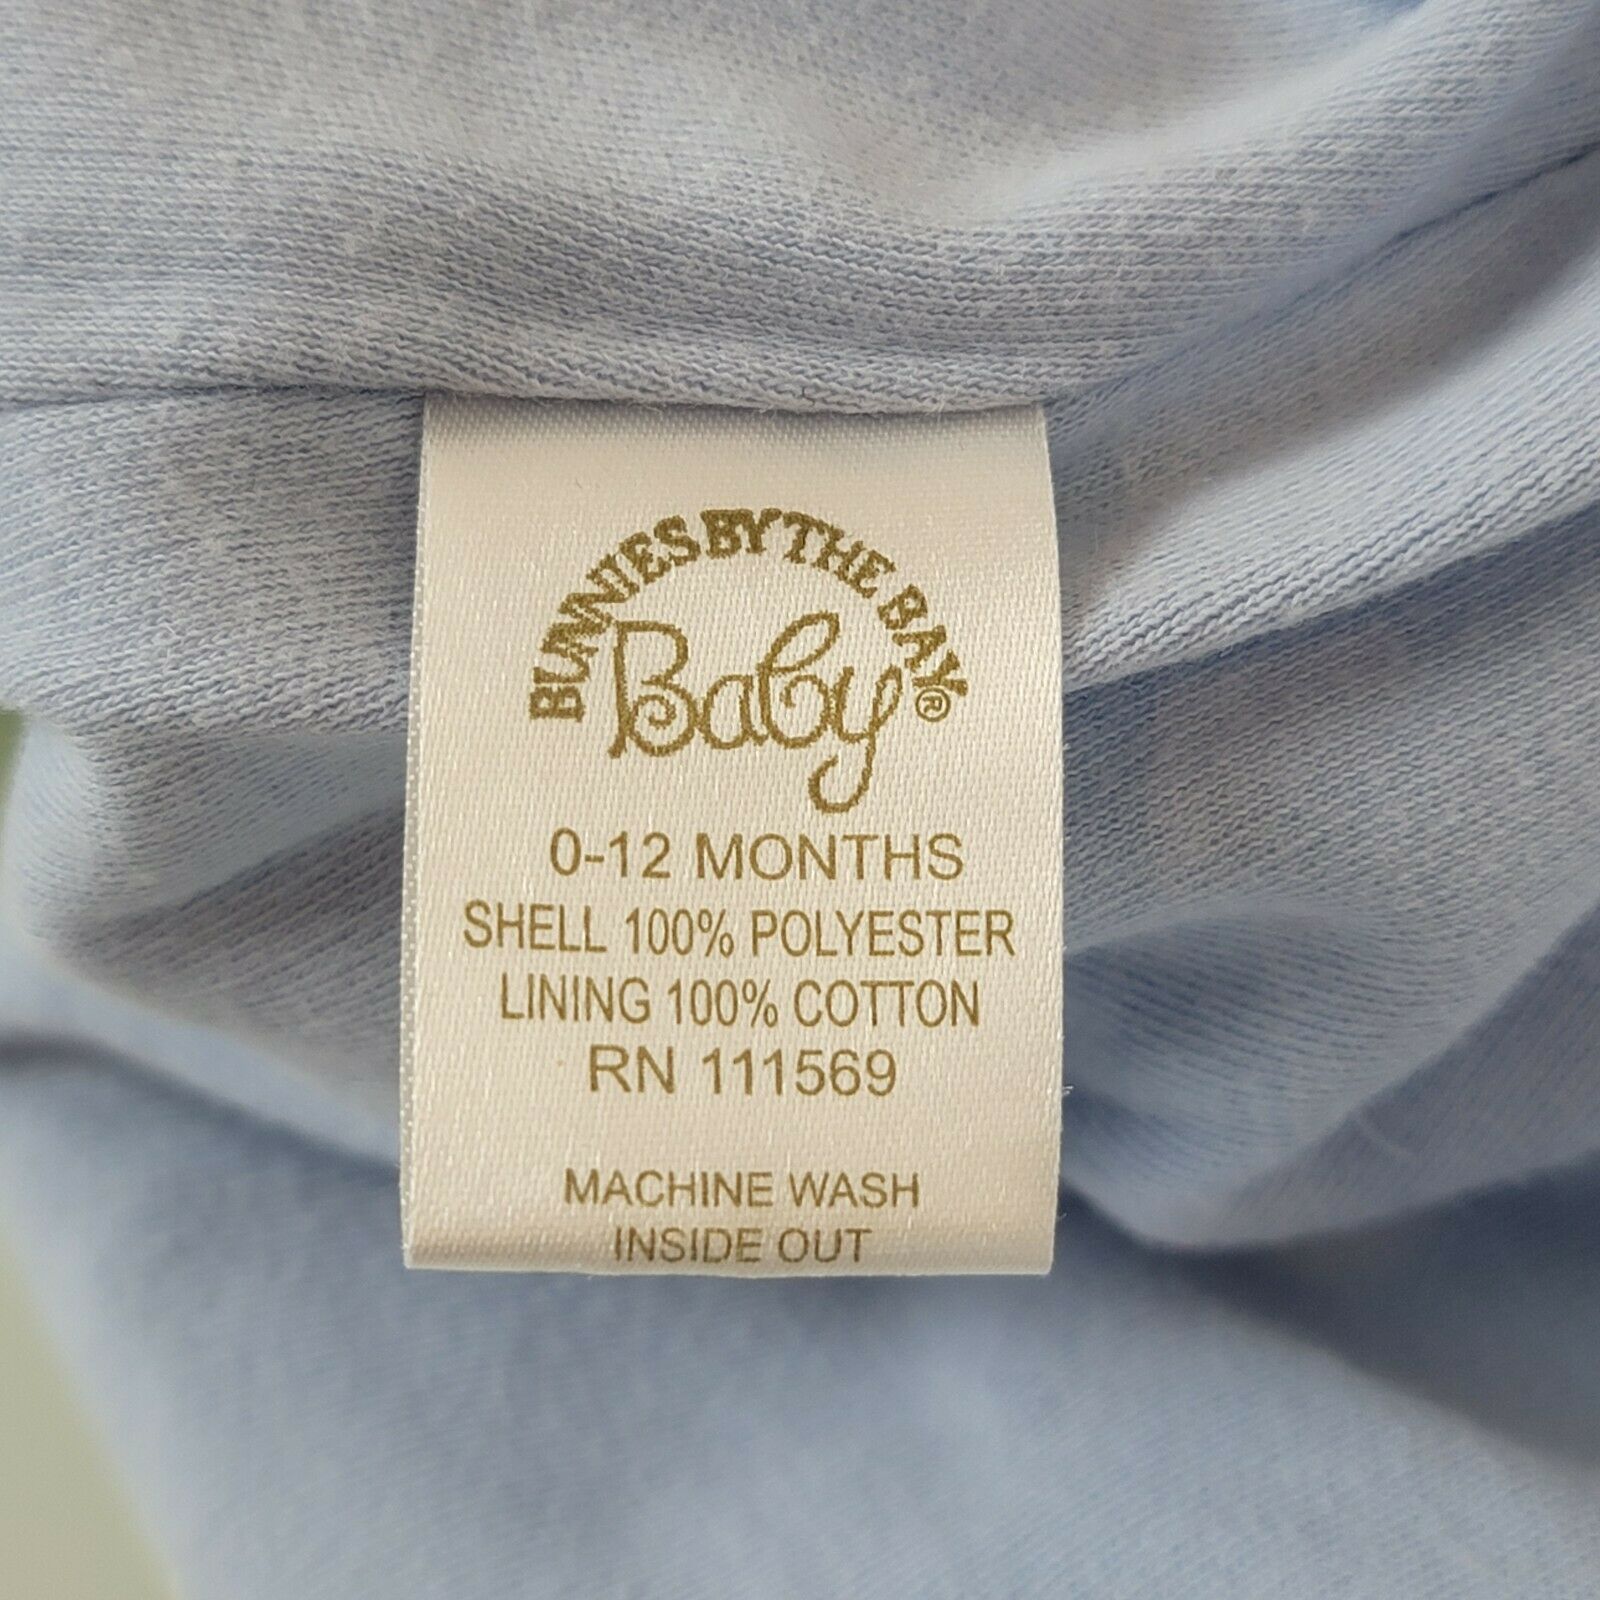 BUNNIES BY THE BAY®
Baby
0-12 MONTHS
SHELL 100% POLYESTER
LINING 100% COTTON
RN 111569
MACHINE WASH
INSIDE OUT